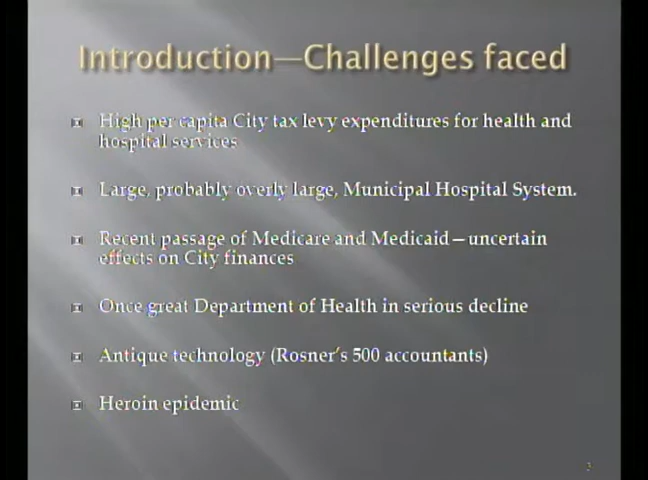 Introduction—Challenges faced
High per capita City tax levy expenditures for health and
hospital services
Large, probably overly large, Municipal Hospital System.
Recent passage of Medicare and Medicaid—uncertain
effects on City finances
Once great Department of Health in serious decline
Antique technology (Rosner's 500 accountants)
Heroin epidemic
3